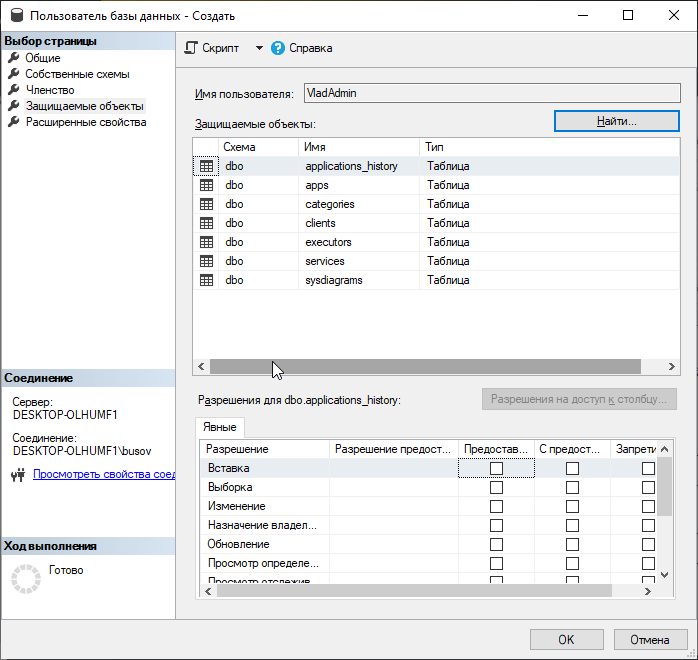 Пользователь базы данных - Создать
Выбор страницы
Общие
Собственные схемы
Членство
Защищаемые объекты
Расширенные свойства
Скрипт
Справка
Имя пользователя: VladAdmin
Защищаемые объекты: Найти...
Схема Имя Тип
dbo applications_history Таблица
dbo apps Таблица
dbo categories Таблица
dbo clients Таблица
dbo executors Таблица
dbo services Таблица
dbo sysdiagrams Таблица
Разрешения для dbo.applications_history: Разрешения на доступ к столбцу...
Явные
Разрешение Разрешение предост... Предостав... С предост... Запрети
Вставка
Выборка
Изменение
Назначение владел...
Обновление
Просмотр определе...
Просмотр отслежив
Соединение
Сервер:
DESKTOP-OLHUMF1
Соединение:
DESKTOP-OLHUMF1\busov
Просмотреть свойства соед
Ход выполнения
Готово
OK Отмена